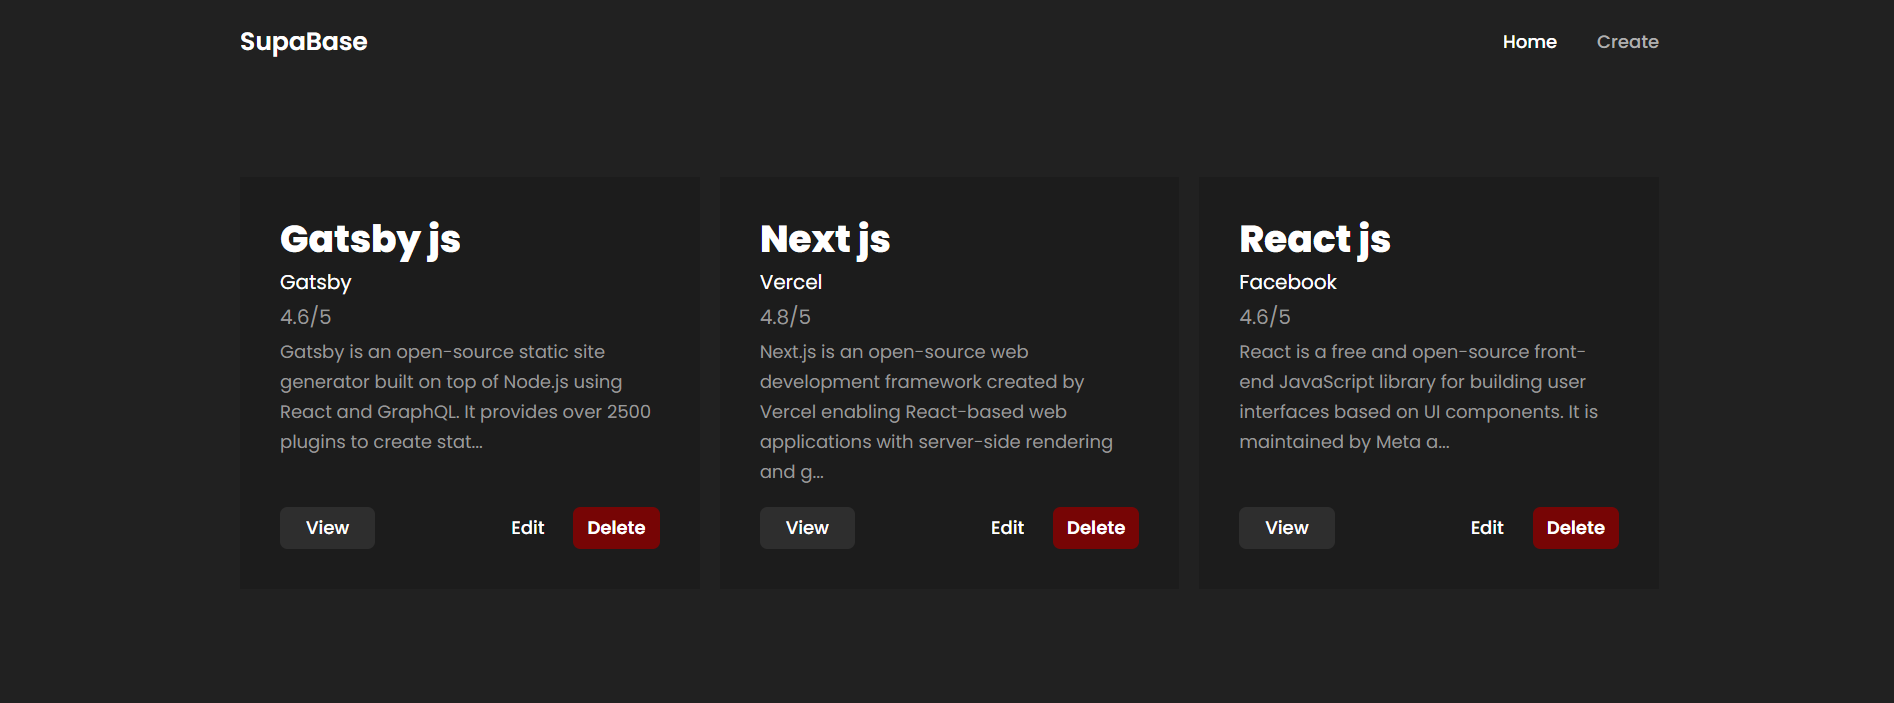 SupaBase
Home Create
Gatsby js
Gatsby
4.6/5
Gatsby is an open-source static site
generator built on top of Node.js using
React and GraphQL. It provides over 2500
plugins to create stat...
View Edit Delete
Next js
Vercel
4.8/5
Next.js is an open-source web
development framework created by
Vercel enabling React-based web
applications with server-side rendering
and g...
View Edit Delete
React js
Facebook
4.6/5
React is a free and open-source front-
end JavaScript library for building user
interfaces based on UI components. It is
maintained by Meta a...
View Edit Delete